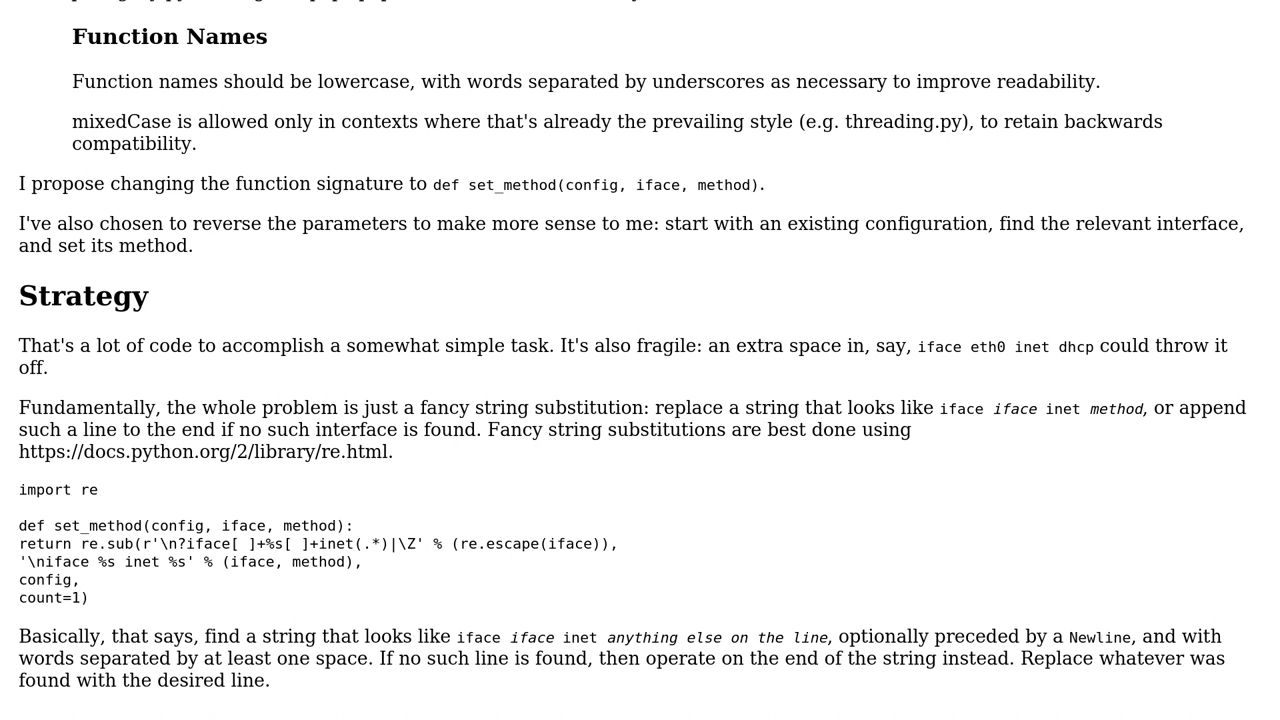 Function Names
Function names should be lowercase, with words separated by underscores as necessary to improve readability.
mixedCase is allowed only in contexts where that's already the prevailing style (e.g. threading.py), to retain backwards
compatibility.
I propose changing the function signature to def set_method(config, iface, method).
I've also chosen to reverse the parameters to make more sense to me: start with an existing configuration, find the relevant interface,
and set its method.
Strategy
That's a lot of code to accomplish a somewhat simple task. It's also fragile: an extra space in, say, iface eth0 inet dhcp could throw it
off.
Fundamentally, the whole problem is just a fancy string substitution: replace a string that looks like iface iface inet method, or append
such a line to the end if no such interface is found. Fancy string substitutions are best done using
https://docs.python.org/2/library/re.html.
import re
def set_method(config, iface, method):
return re.sub(r'\n?iface[ ]+%s[ ]+inet(.*)|\Z' % (re.escape(iface)),
'\niface %s inet %s' % (iface, method),
config,
count=1)
Basically, that says, find a string that looks like iface iface inet anything else on the line, optionally preceded by a Newline, and with
words separated by at least one space. If no such line is found, then operate on the end of the string instead. Replace whatever was
found with the desired line.